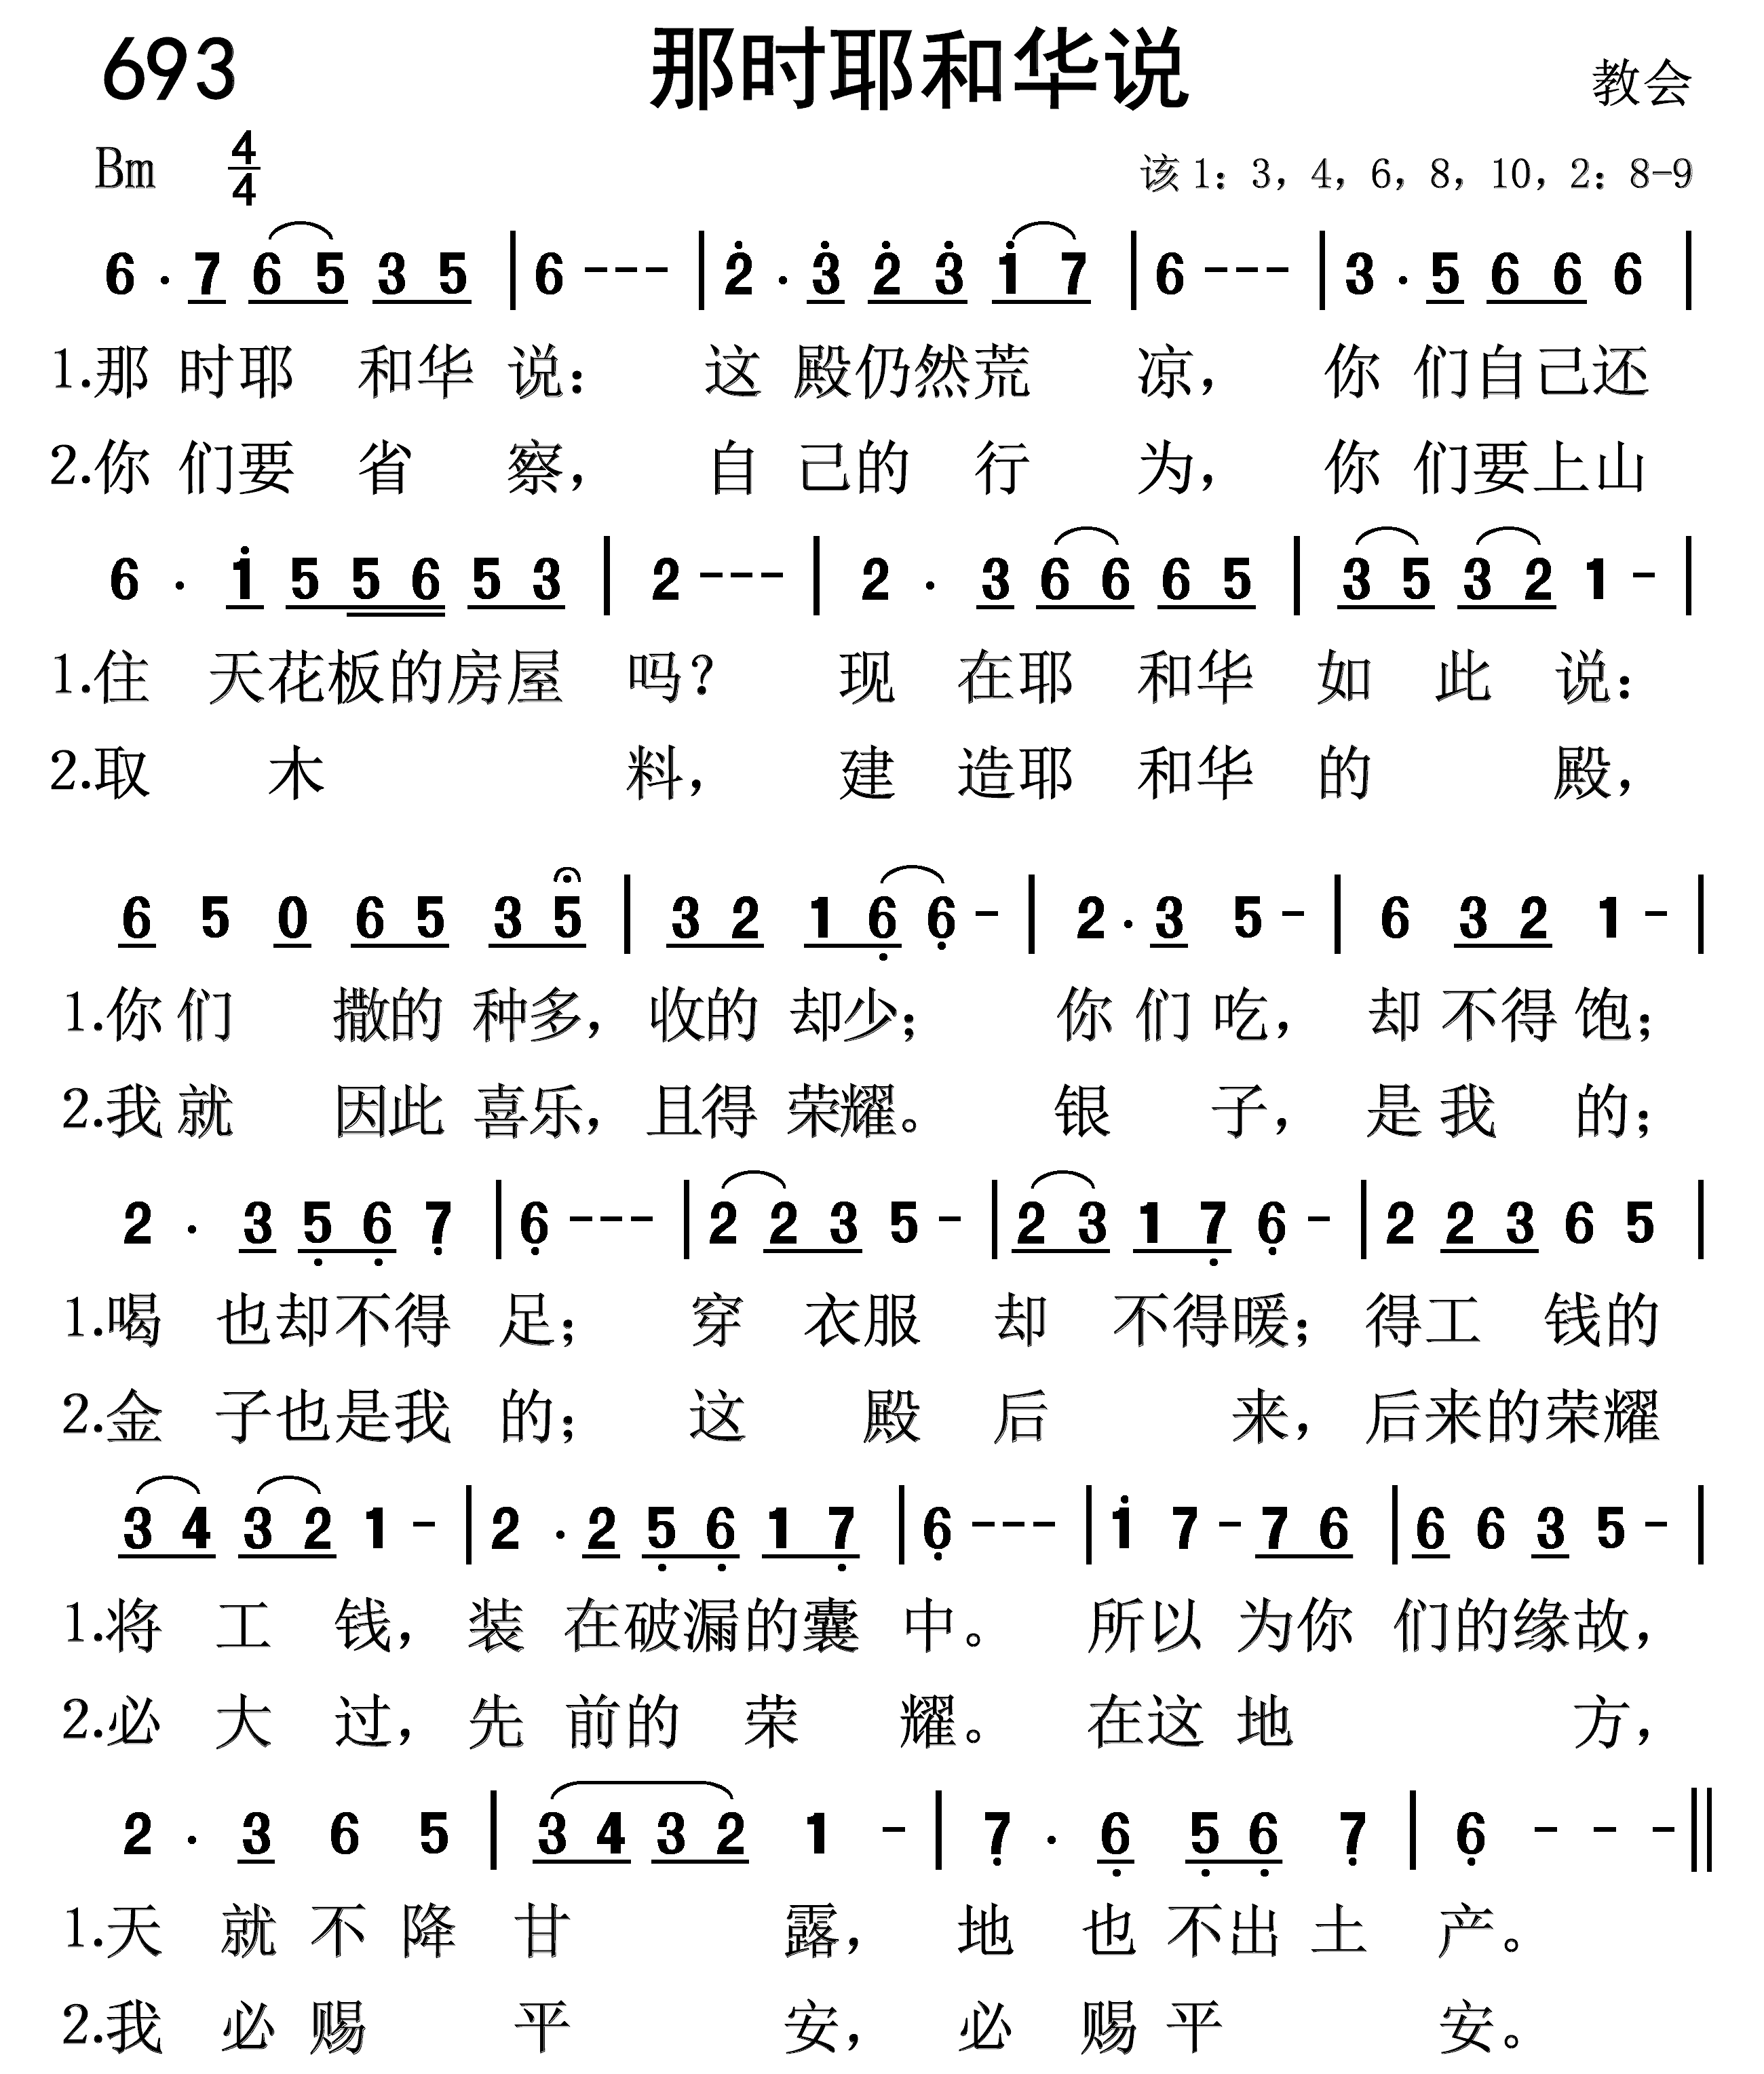 693 那时耶和华说 教会
Bm 4/4 该1：3，4，6，8，10，2：8-9
6·7 6 5 3 5 | 6 - - - | 2̇·3̇ 2̇ 3̇ 1̇ 7 | 6 - - - | 3·5 6 6 6 |
1.那时耶和华说：这殿仍然荒凉，你们自己还
2.你们要省察，自己的行为，你们要上山
6·1̇ 5 5 6 5 3 | 2 - - - | 2·3 6 6 6 5 | 3 5 3 2 1 - |
1.住天花板的房屋吗？现在耶和华如此说：
2.取木料，建造耶和华的殿，
6 5 0 6 5 3 5 | 3 2 1 6̣ 6̣ - | 2·3 5 - | 6 3 2 1 - |
1.你们撒的种多，收的却少；你们吃，却不得饱；
2.我就因此喜乐，且得荣耀。银子，是我的；
2·3 5̣ 6̣ 7̣ | 6̣ - - - | 2 2 3 5 - | 2 3 1 7̣ 6̣ - | 2 2 3 6 5 |
1.喝也却不得足；穿衣服却不得暖；得工钱的
2.金子也是我的；这殿后来，后来的荣耀
3 4 3 2 1 - | 2·2 5̣ 6̣ 1 7̣ | 6̣ - - - | 1̇ 7 - 7 6 | 6 6 3 5 - |
1.将工钱，装在破漏的囊中。所以为你们的缘故，
2.必大过，先前的荣耀。在这地方，
2·3 6 5 | 3 4 3 2 1 - | 7̣·6̣ 5̣ 6̣ 7̣ | 6̣ - - - ||
1.天就不降甘露，地也不出土产。
2.我必赐平安，必赐平安。